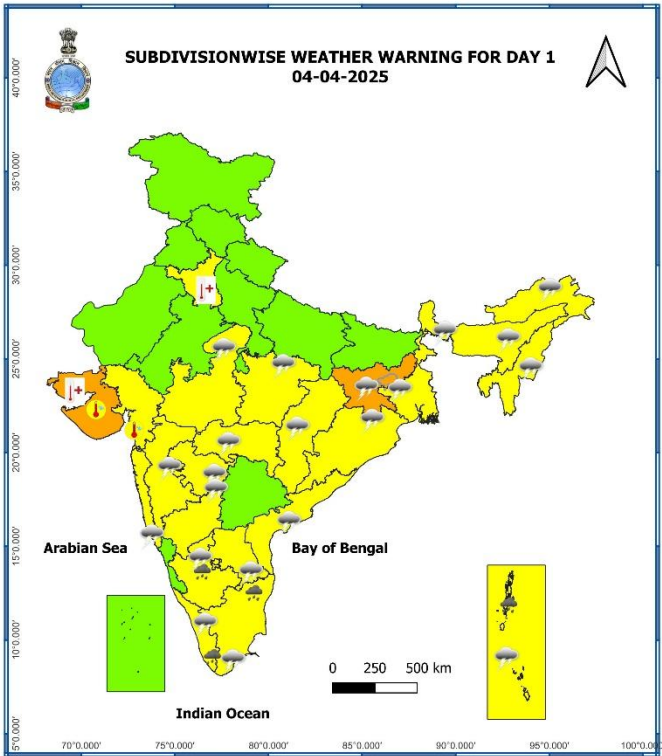 SUBDIVISIONWISE WEATHER WARNING FOR DAY 1
04-04-2025
40°0.000'
35°0.000'
30°0.000'
25°0.000'
20°0.000'
15°0.000'
10°0.000'
5°0.000'
Arabian Sea
Bay of Bengal
0 250 500 km
Indian Ocean
70°0.000' 75°0.000' 80°0.000' 85°0.000' 90°0.000' 95°0.000' 100°0.00